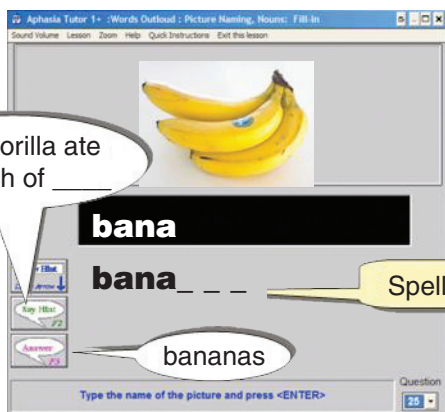 Aphasia Tutor 1+ :Words Outloud : Picture Naming, Nouns: Fill-in
Sound Volume Lesson Zoom Help Quick Instructions Exit this lesson
orilla ate
h of ____
bana
bana_ _ _
Spell
Say Hint
F2
Answer
F3
bananas
Type the name of the picture and press <ENTER>
Question
25